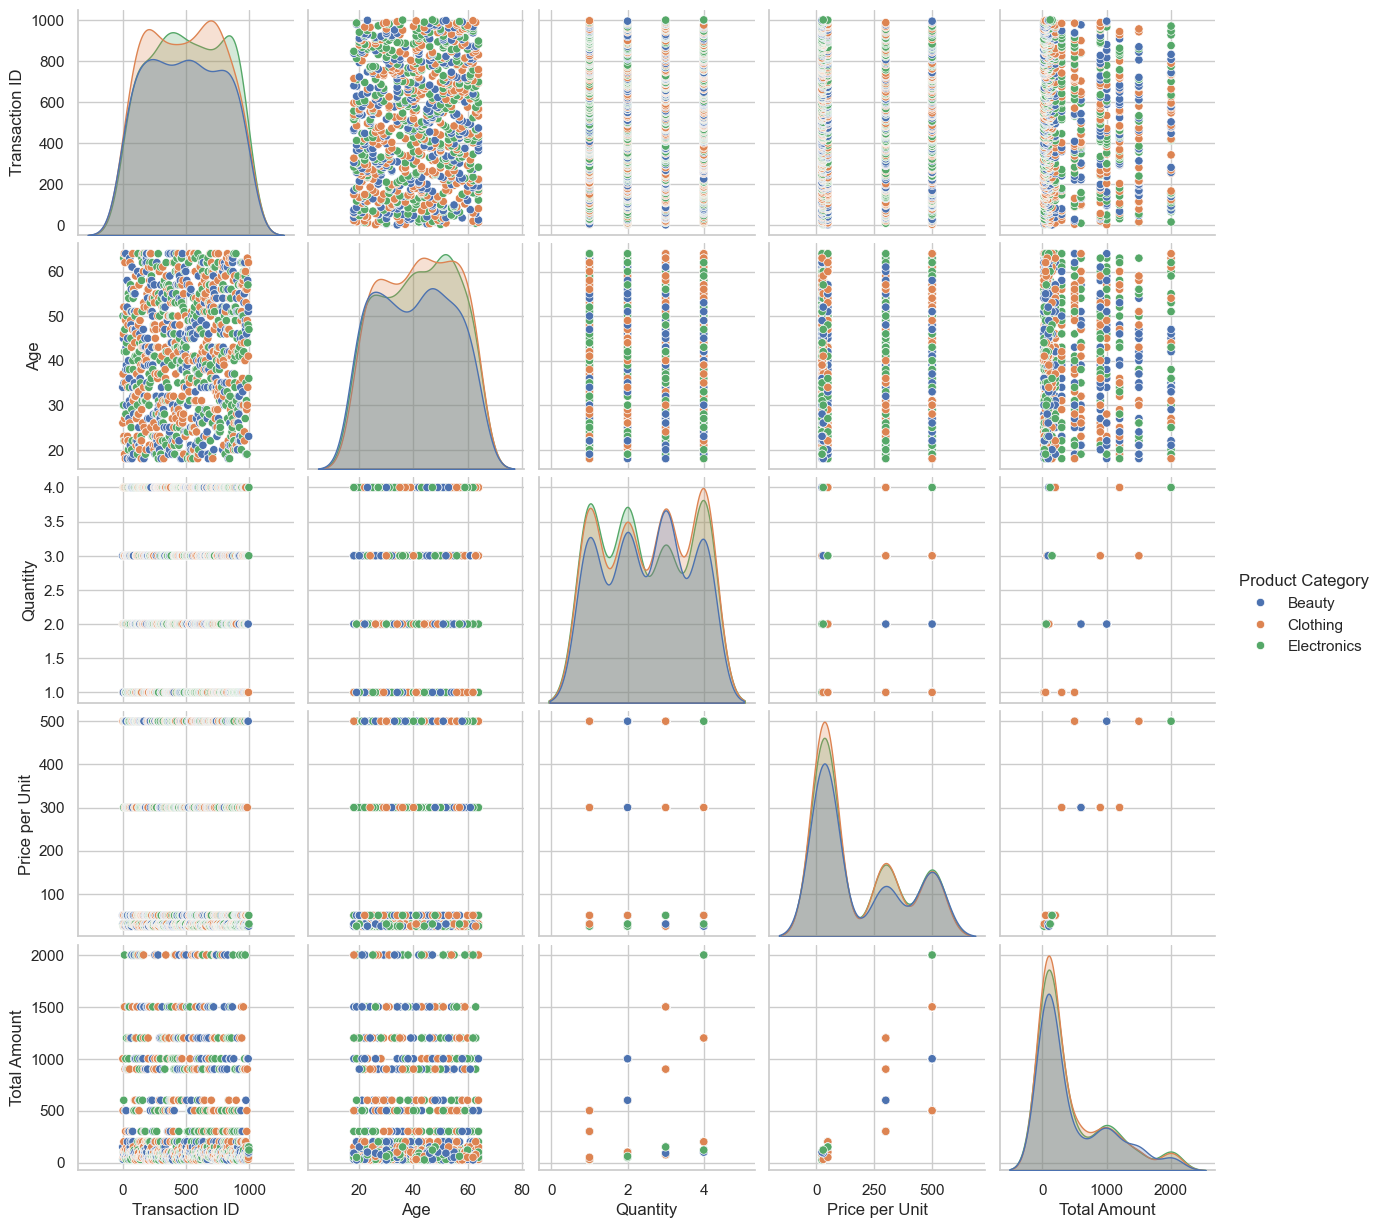 1000
800
600
400
200
0
Transaction ID
60
50
40
30
20
Age
4.0
3.5
3.0
2.5
2.0
1.5
1.0
Quantity
Product Category
Beauty
Clothing
Electronics
500
400
300
200
100
Price per Unit
2000
1500
1000
500
0
Total Amount
0 500 1000 20 40 60 80 0 2 4 0 250 500 0 1000 2000
Transaction ID Age Quantity Price per Unit Total Amount